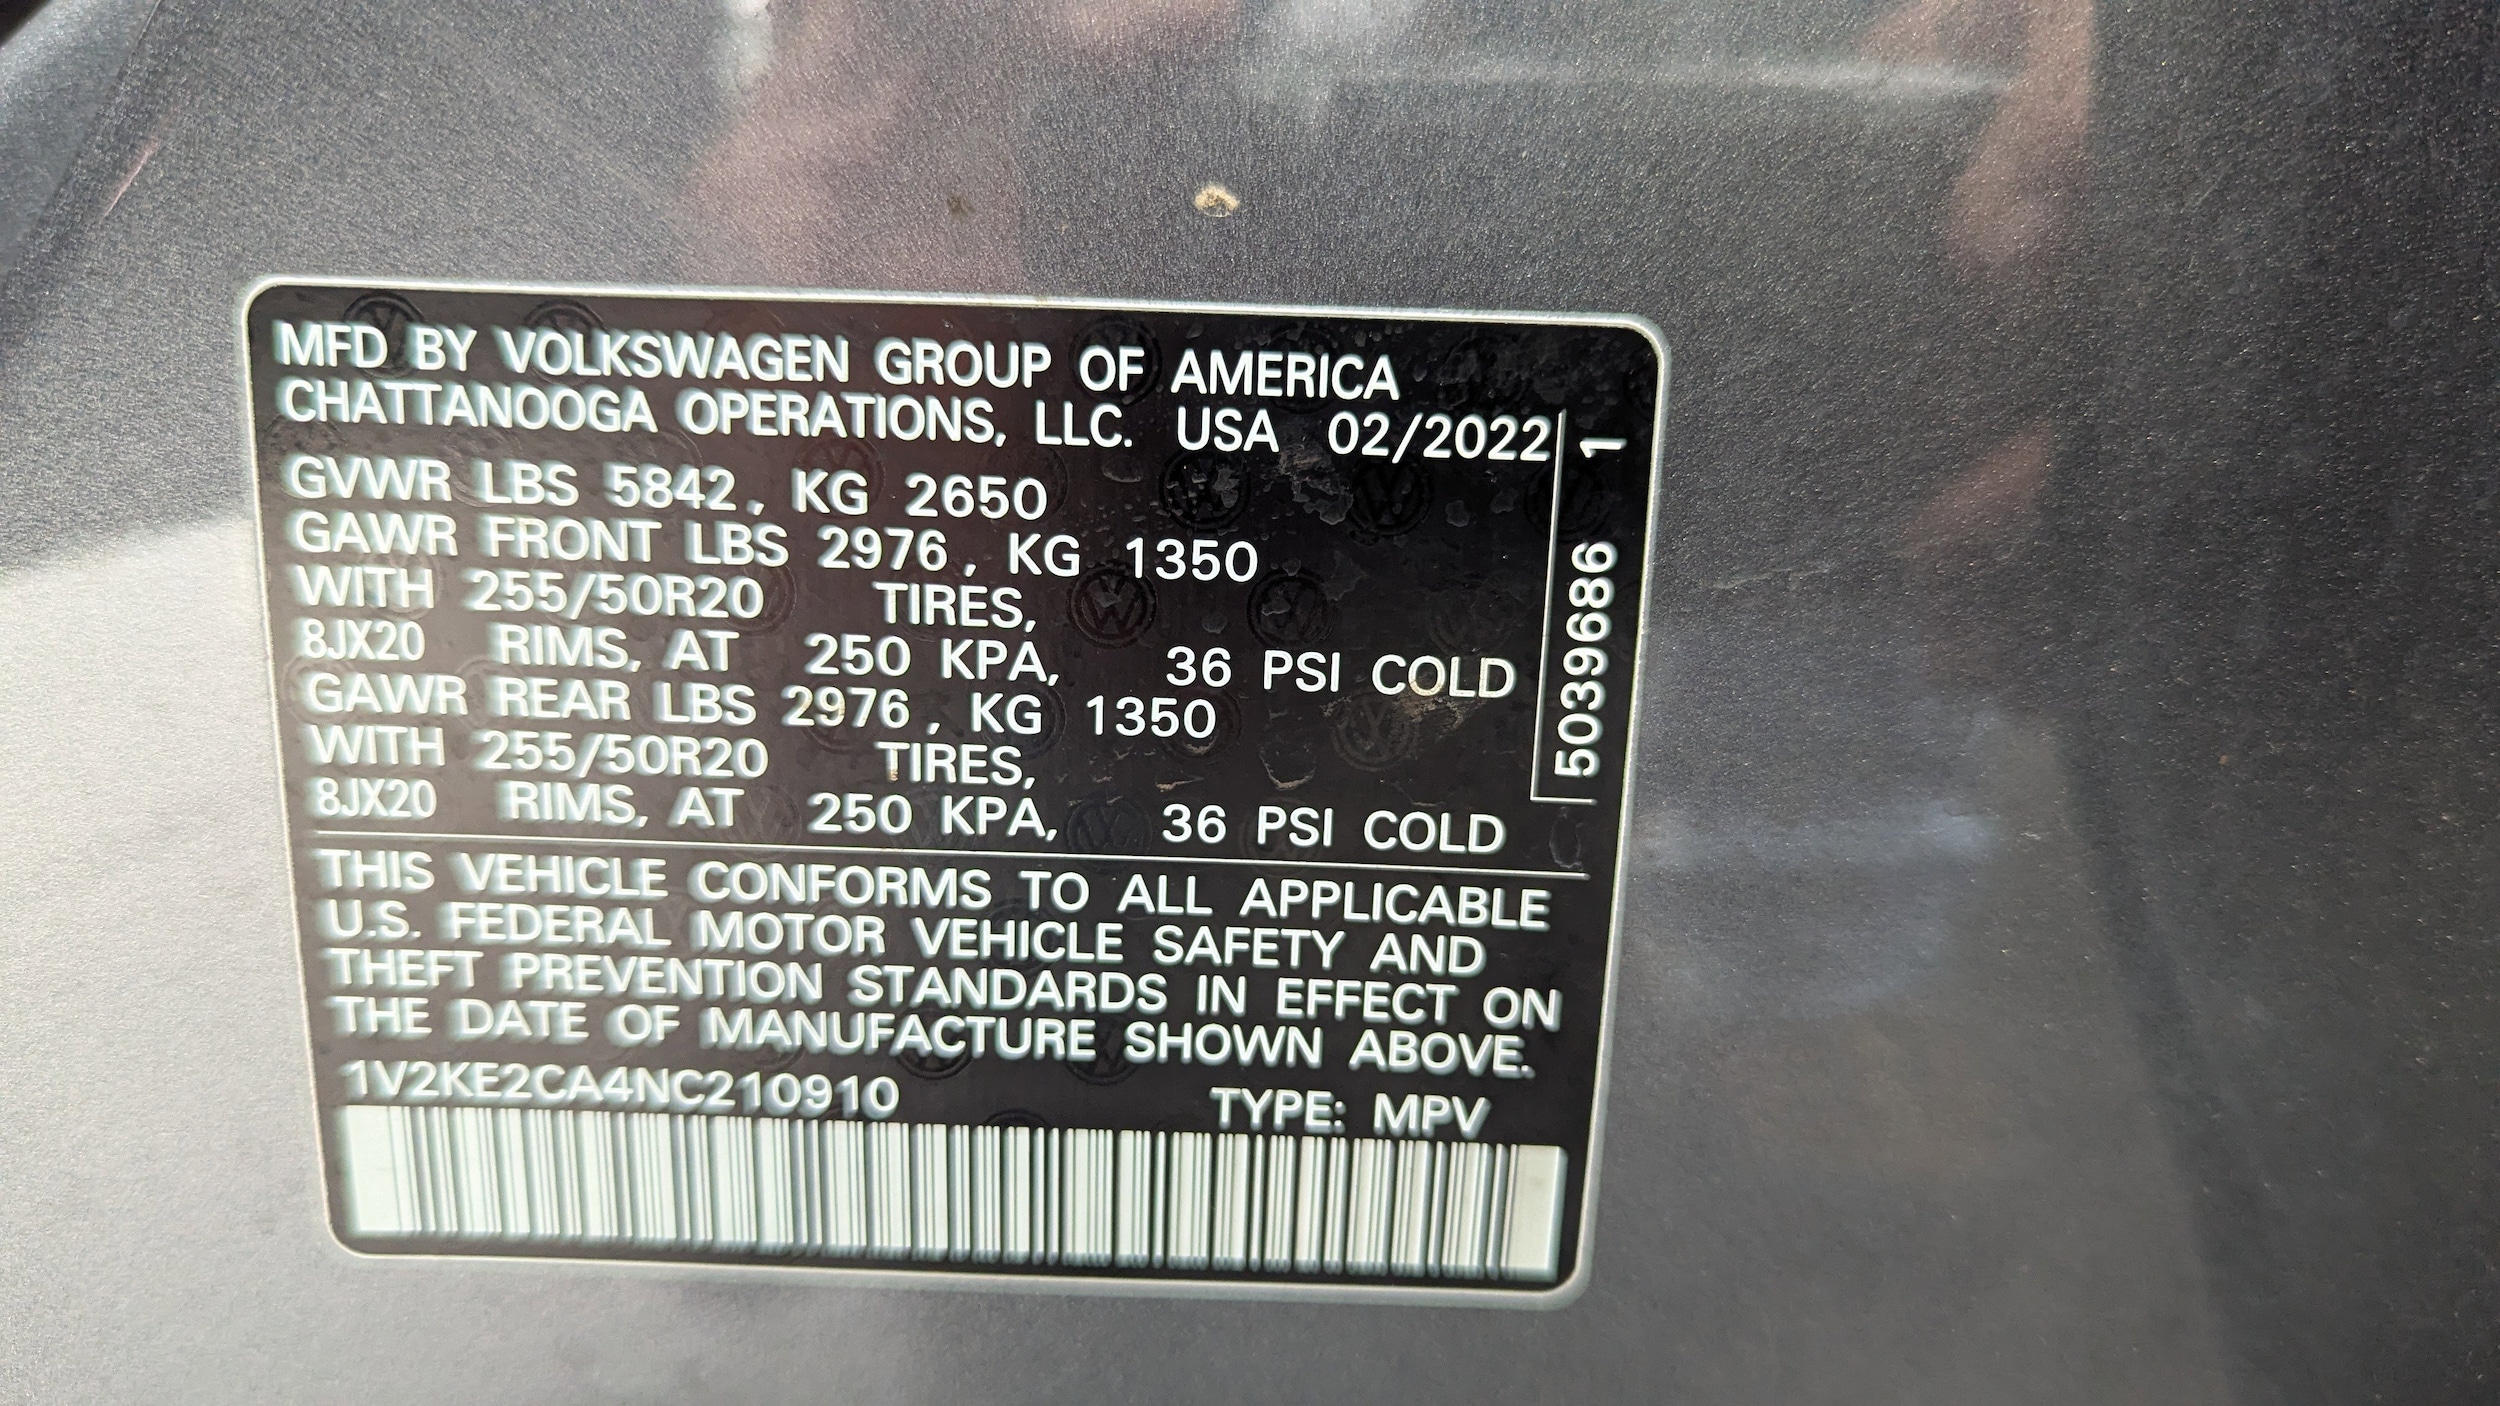 MFD BY VOLKSWAGEN GROUP OF AMERICA
CHATTANOOGA OPERATIONS, LLC. USA 02/2022
GVWR LBS 5842, KG 2650
GAWR FRONT LBS 2976, KG 1350
WITH 255/50R20 TIRES,
8JX20 RIMS, AT 250 KPA, 36 PSI COLD
GAWR REAR LBS 2976, KG 1350
WITH 255/50R20 TIRES,
8JX20 RIMS, AT 250 KPA, 36 PSI COLD
5039686 1
THIS VEHICLE CONFORMS TO ALL APPLICABLE
U.S. FEDERAL MOTOR VEHICLE SAFETY AND
THEFT PREVENTION STANDARDS IN EFFECT ON
THE DATE OF MANUFACTURE SHOWN ABOVE.
1V2KE2CA4NC210910 TYPE: MPV